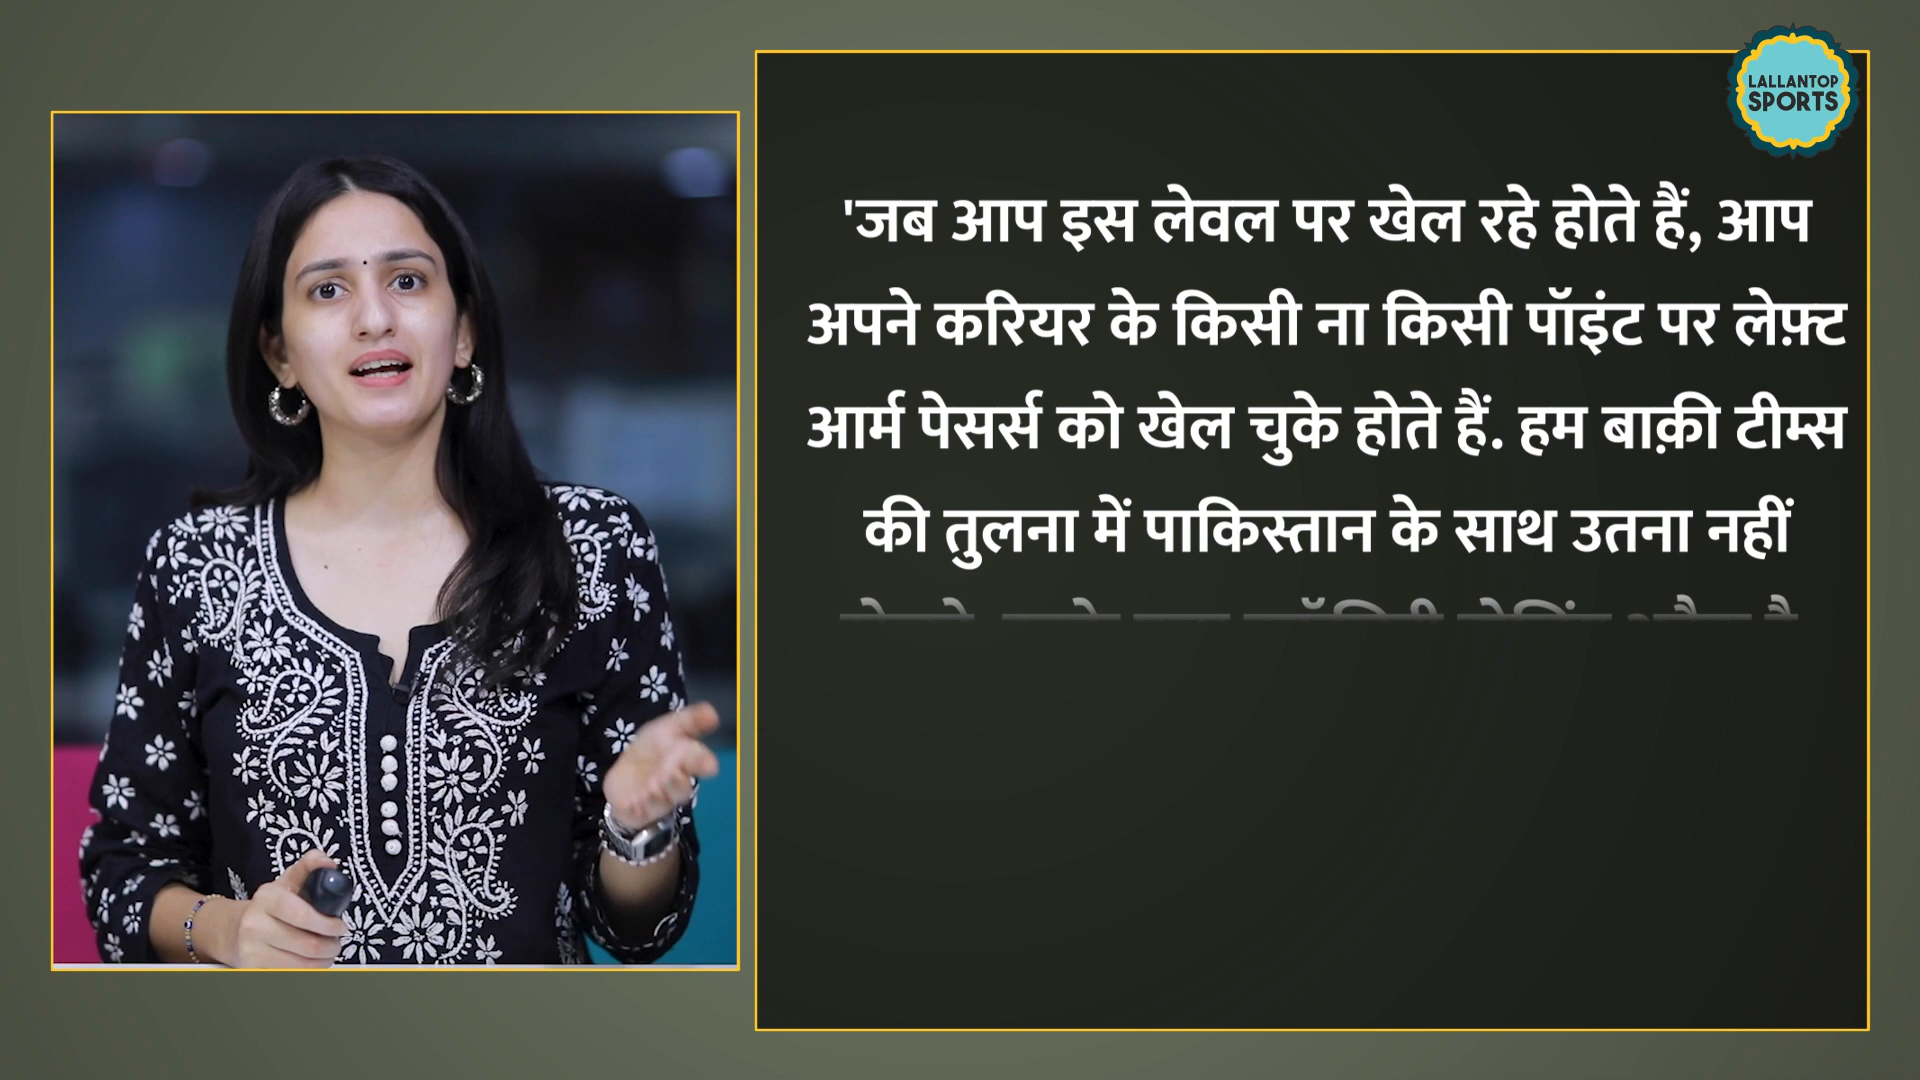 LALLANTOP
SPORTS
'जब आप इस लेवल पर खेल रहे होते हैं, आप
अपने करियर के किसी ना किसी पॉइंट पर लेफ़्ट
आर्म पेसर्स को खेल चुके होते हैं. हम बाक़ी टीम्स
की तुलना में पाकिस्तान के साथ उतना नहीं